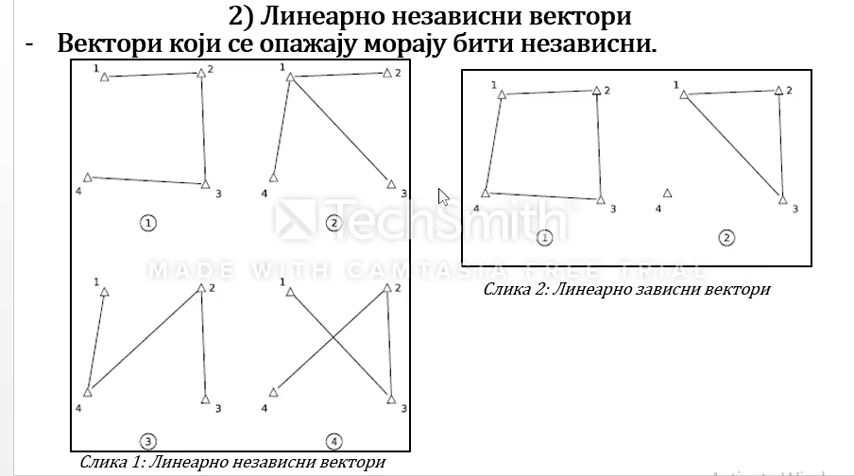 2) Линеарно независни вектори
- Вектори који се опажају морају бити независни.
1 2 1 2
4 3 4 3
1 2
1 2 1 2
4 3 4 3
1 2
TechSmith
MADE WITH CAMTASIA FREE TRIAL
Слика 2: Линеарно зависни вектори
1 2 1 2
4 3 4 3
3 4
Слика 1: Линеарно независни вектори